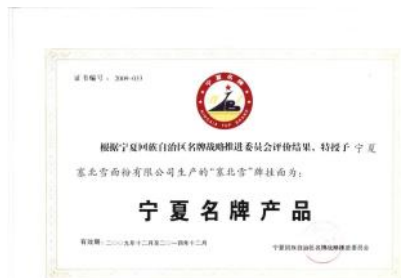 证书编号：2009-033
宁夏名牌
NINGXIA TOP BRAND
根据宁夏回族自治区名牌战略推进委员会评价结果，特授予宁夏
塞北雪面粉有限公司生产的“塞北雪”牌挂面为：
宁夏名牌产品
有效期：二〇〇九年十二月至二〇一四年十二月
宁夏回族自治区名牌战略推进委员会